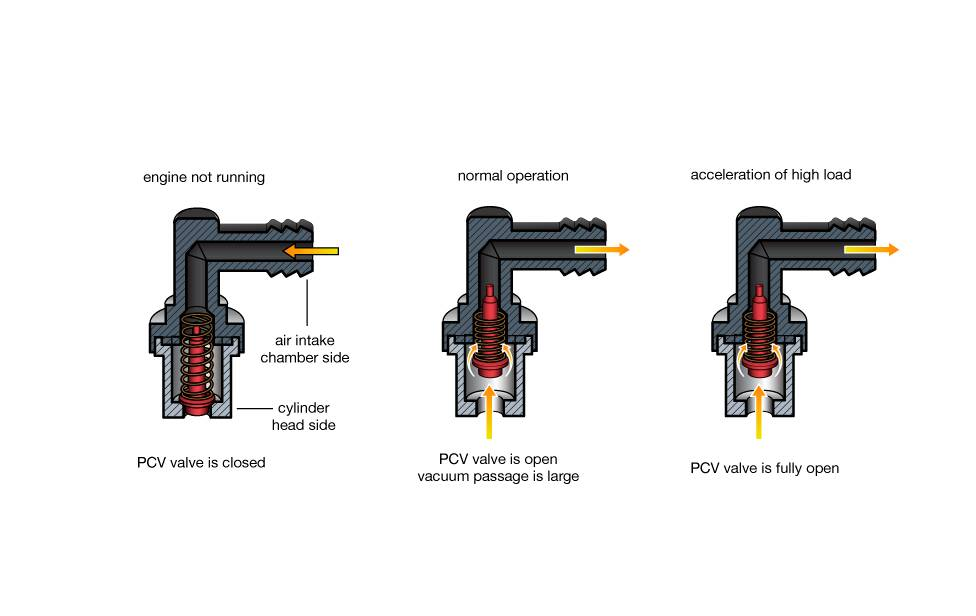 engine not running
normal operation
acceleration of high load
air intake
chamber side
cylinder
head side
PCV valve is closed
PCV valve is open
vacuum passage is large
PCV valve is fully open